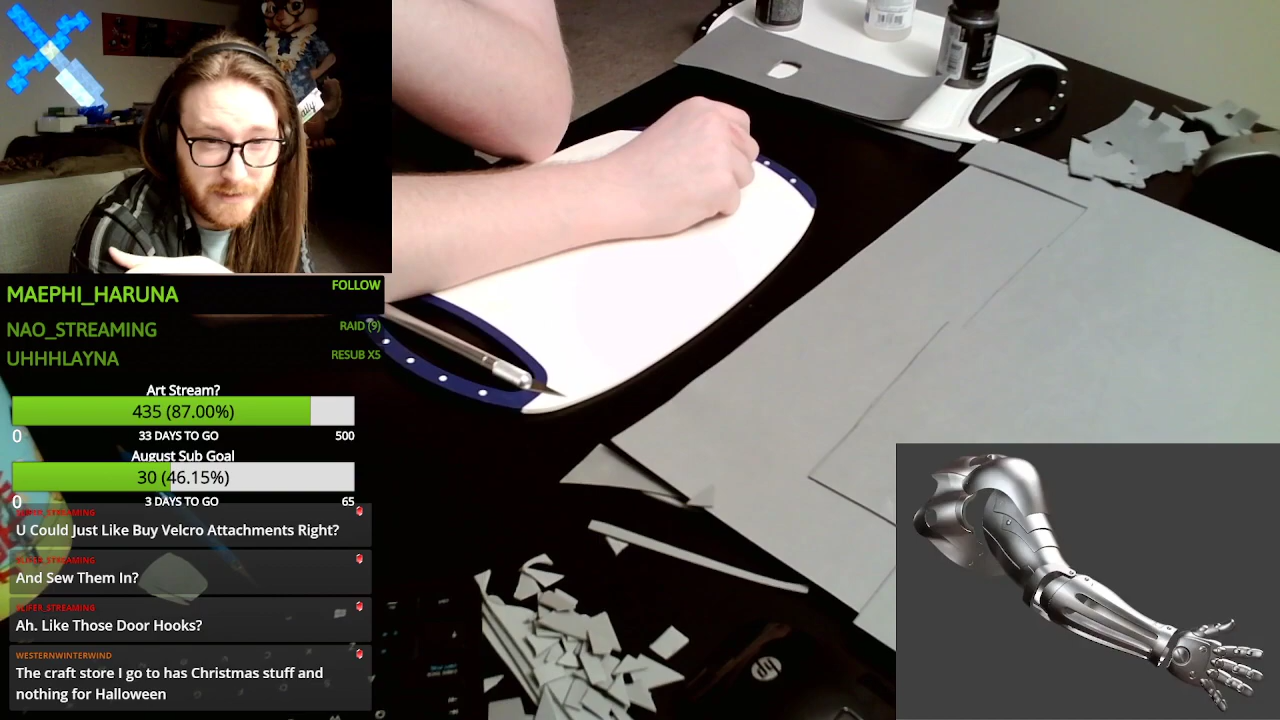 MAEPHI_HARUNA FOLLOW
NAO_STREAMING RAID (9)
UHHHLAYNA RESUB X5
Art Stream?
435 (87.00%)
0 33 DAYS TO GO 500
August Sub Goal
30 (46.15%)
0 3 DAYS TO GO 65
U Could Just Like Buy Velcro Attachments Right?
And Sew Them In?
Ah. Like Those Door Hooks?
WESTERNWINTERWIND
The craft store I go to has Christmas stuff and
nothing for Halloween
hp